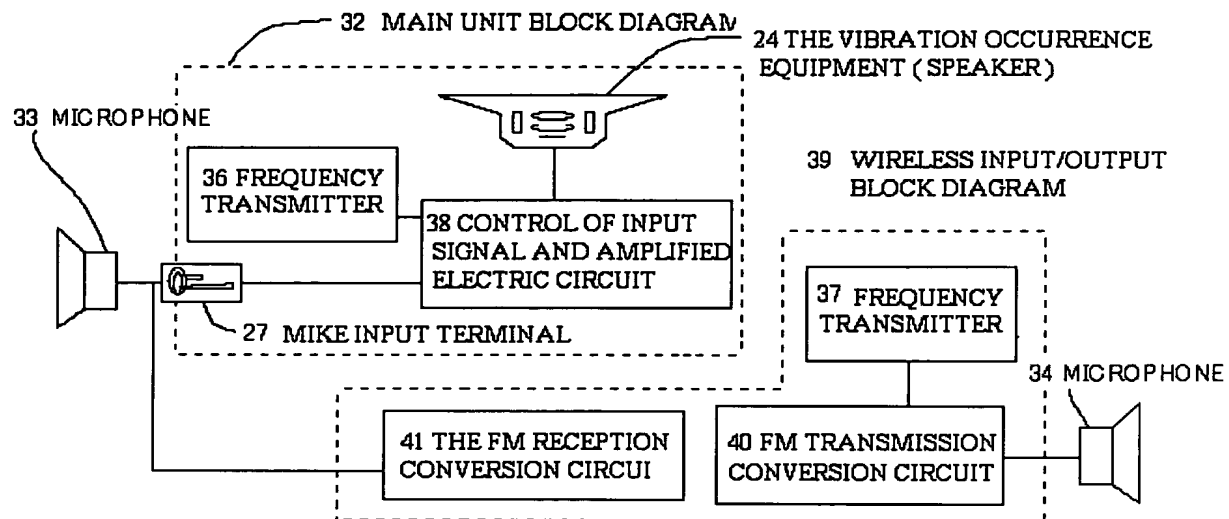 32 MAIN UNIT BLOCK DIAGRAM
24 THE VIBRATION OCCURRENCE
EQUIPMENT ( SPEAKER )
33 MICROPHONE
36 FREQUENCY
TRANSMITTER
38 CONTROL OF INPUT
SIGNAL AND AMPLIFIED
ELECTRIC CIRCUIT
39 WIRELESS INPUT/OUTPUT
BLOCK DIAGRAM
27 MIKE INPUT TERMINAL
37 FREQUENCY
TRANSMITTER
34 MICROPHONE
41 THE FM RECEPTION
CONVERSION CIRCUI
40 FM TRANSMISSION
CONVERSION CIRCUIT